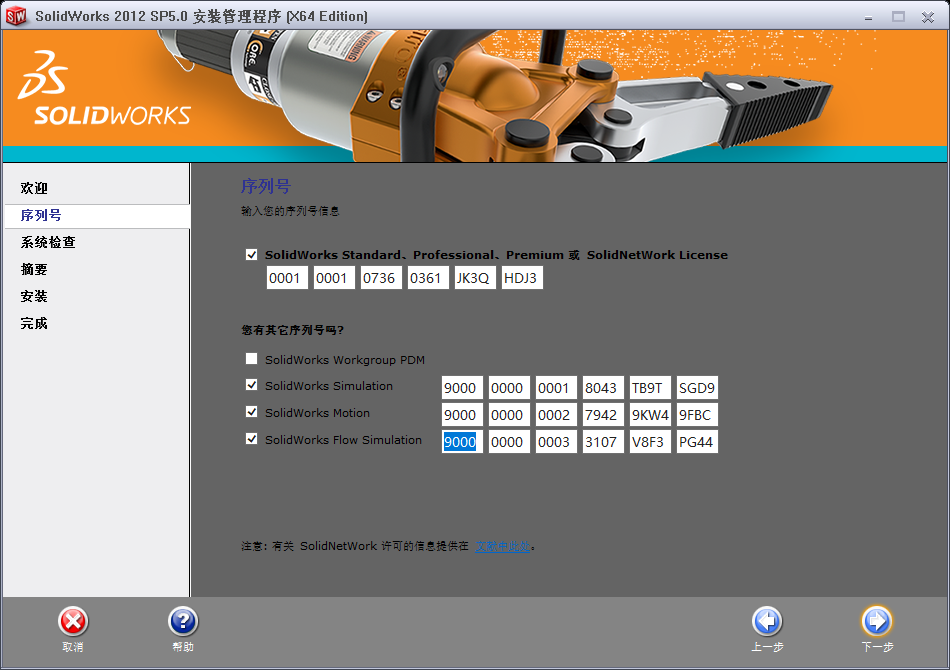 SolidWorks 2012 SP5.0 安装管理程序 (X64 Edition)
SOLIDWORKS
欢迎
序列号
系统检查
摘要
安装
完成
序列号
输入您的序列号信息
SolidWorks Standard、Professional、Premium 或 SolidNetWork License
0001 0001 0736 0361 JK3Q HDJ3
您有其它序列号吗?
SolidWorks Workgroup PDM
SolidWorks Simulation 9000 0000 0001 8043 TB9T SGD9
SolidWorks Motion 9000 0000 0002 7942 9KW4 9FBC
SolidWorks Flow Simulation 9000 0000 0003 3107 V8F3 PG44
注意: 有关 SolidNetWork 许可的信息提供在 。
取消
帮助
上一步
下一步